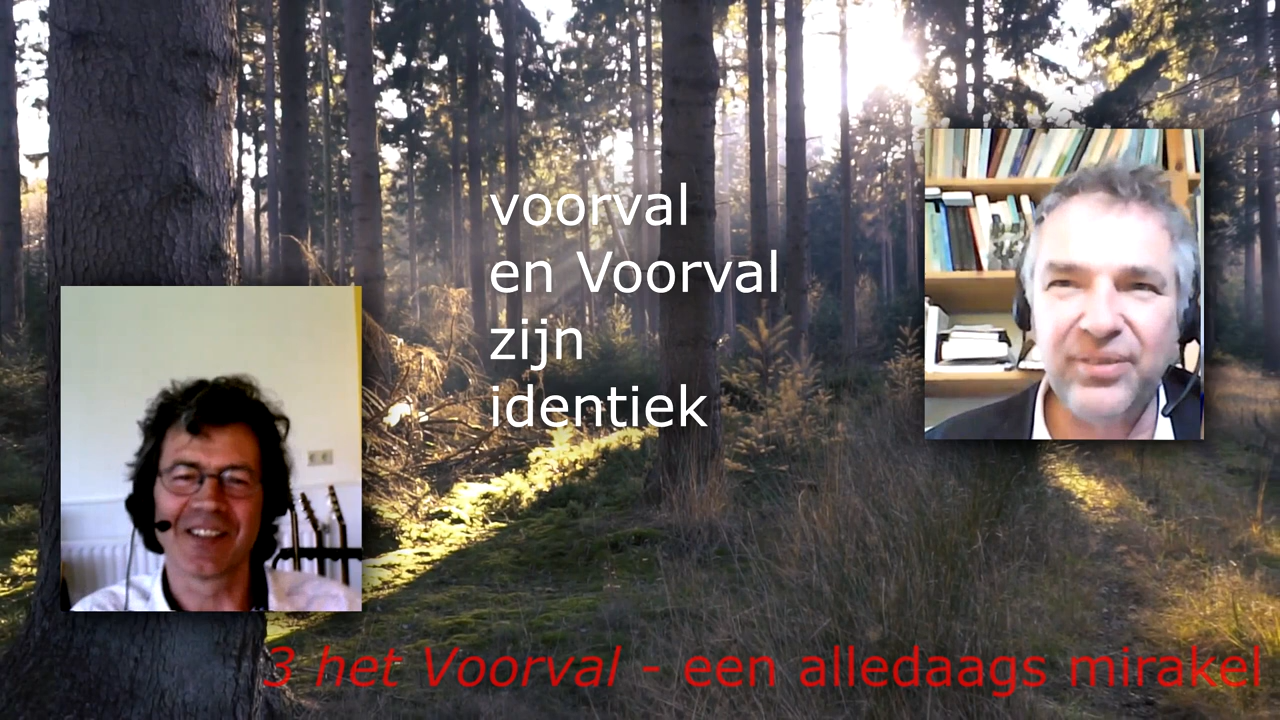 voorval
en Voorval
zijn
identiek
3 het Voorval - een alledaags mirakel